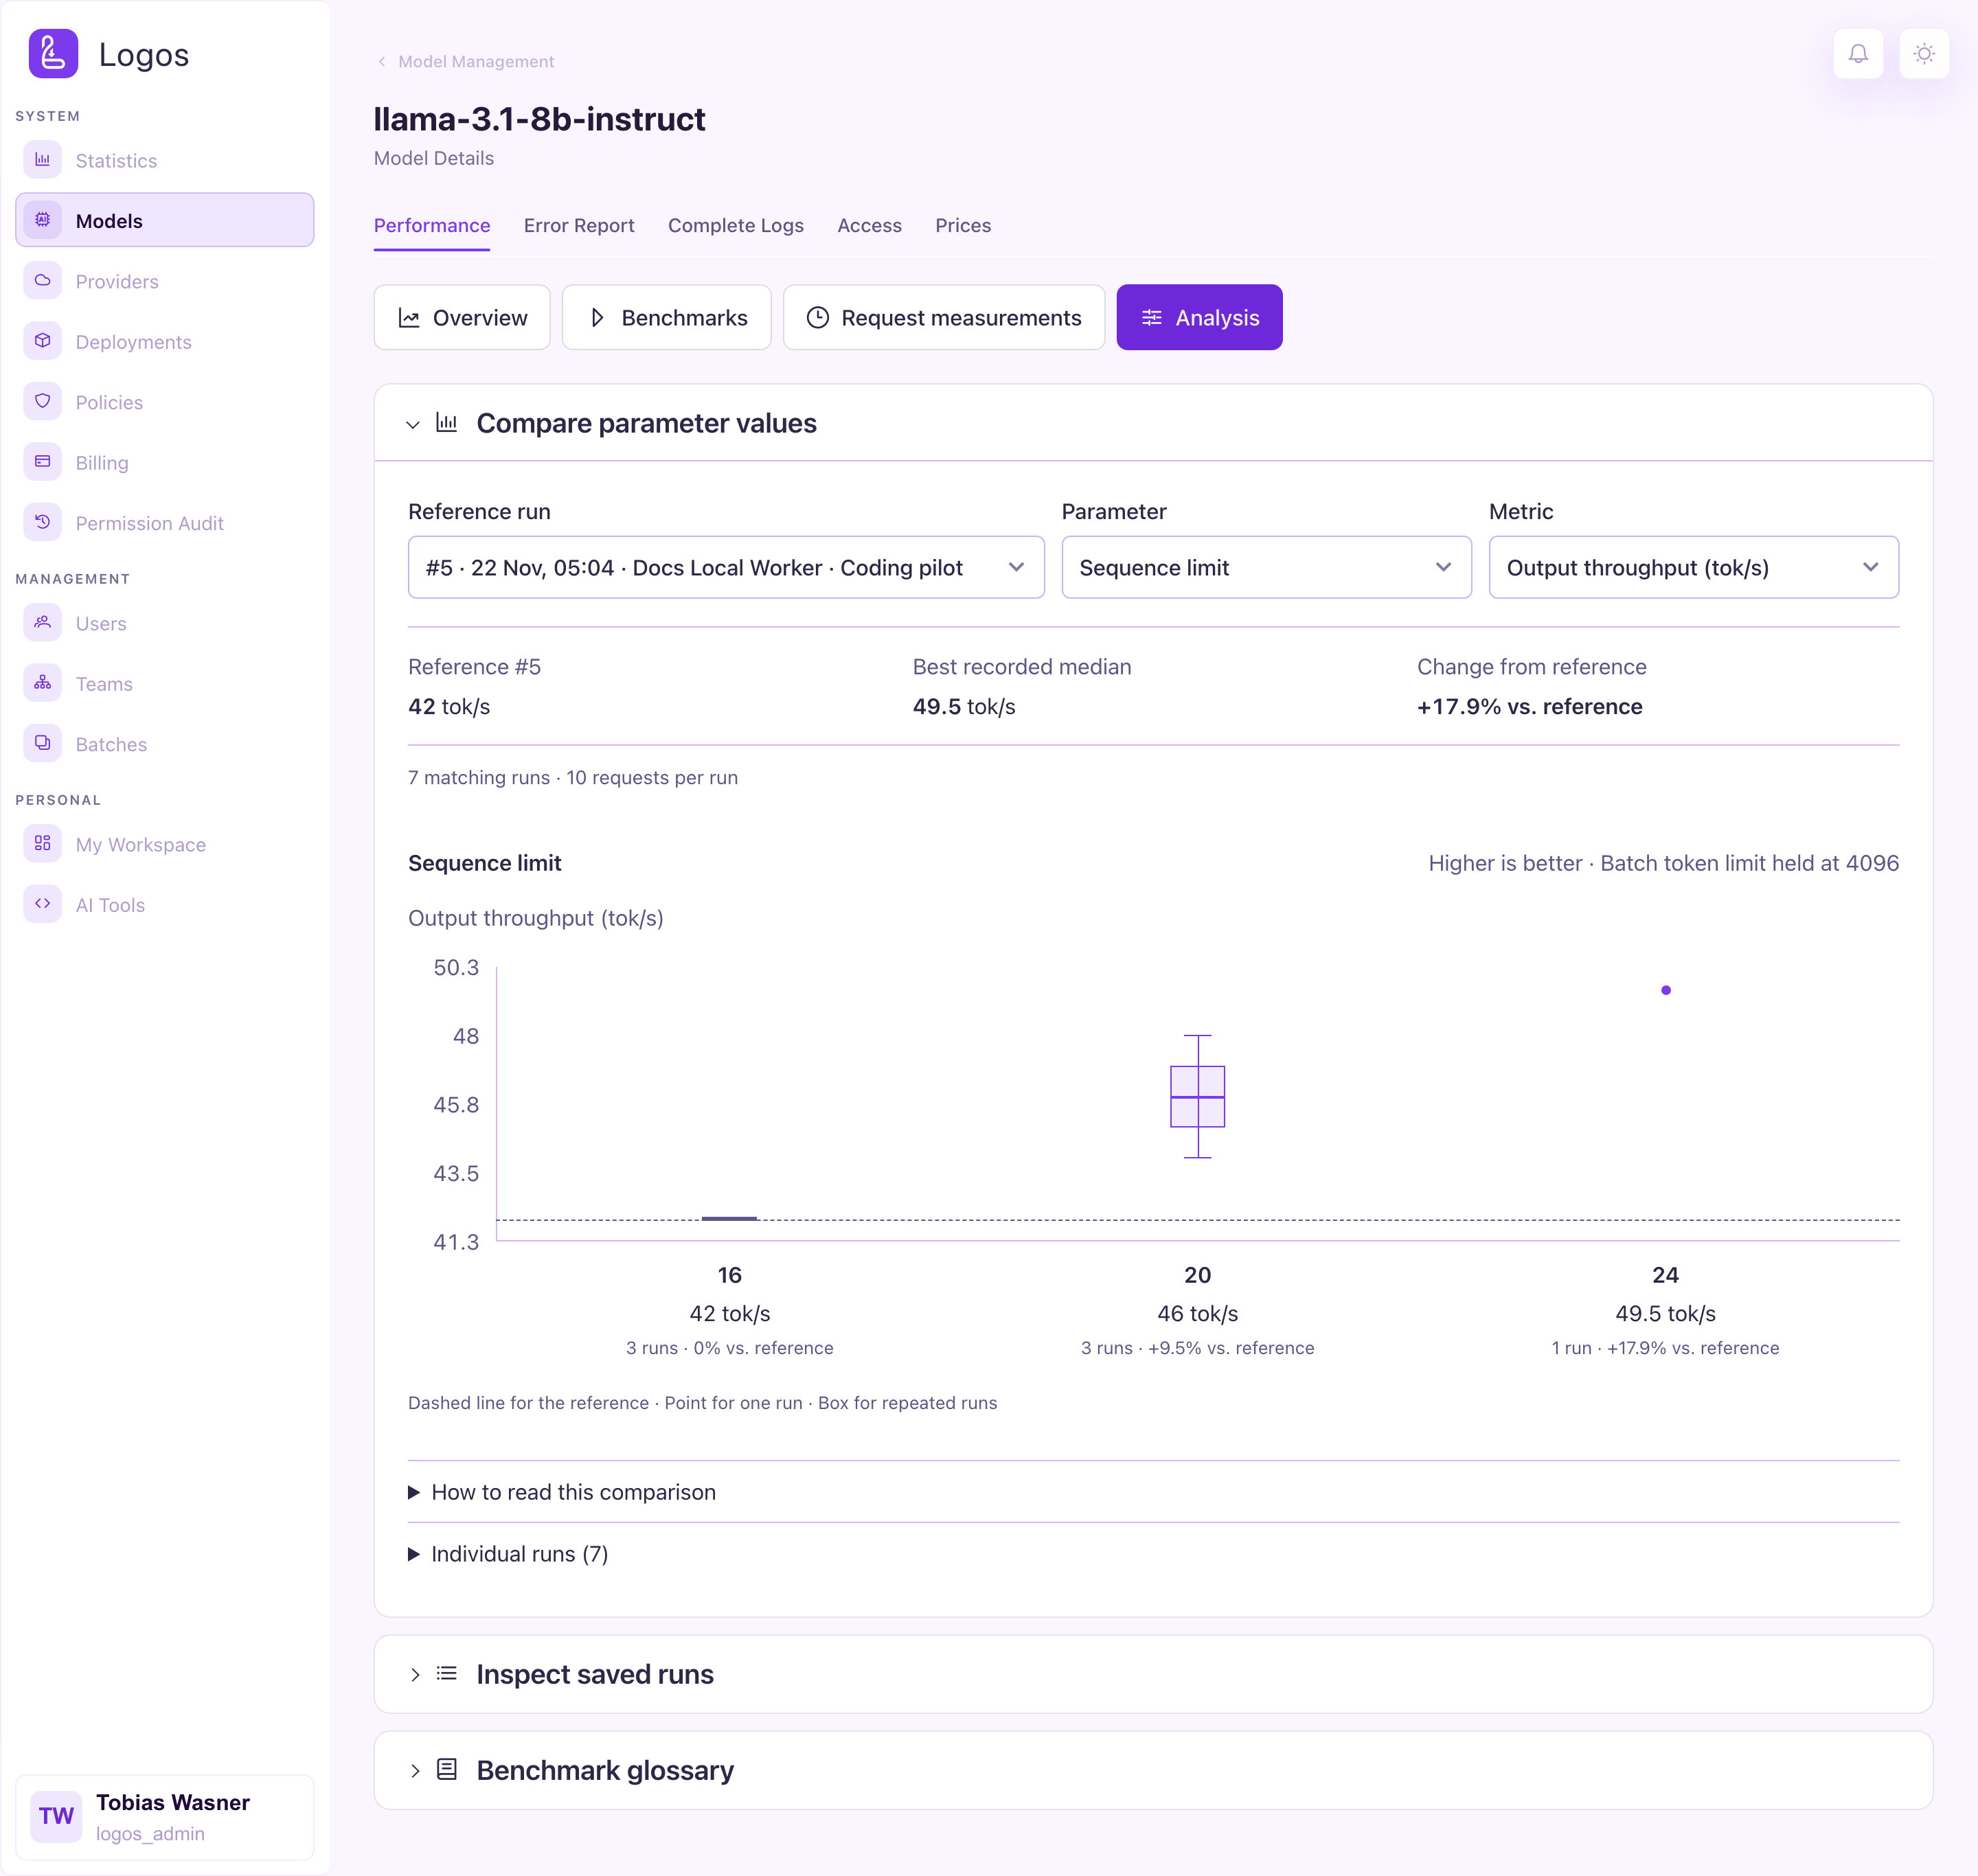 Logos
SYSTEM
Statistics
Models
Providers
Deployments
Policies
Billing
Permission Audit
MANAGEMENT
Users
Teams
Batches
PERSONAL
My Workspace
AI Tools
TW
Tobias Wasner
logos_admin
Model Management
llama-3.1-8b-instruct
Model Details
Performance Error Report Complete Logs Access Prices
Overview Benchmarks Request measurements Analysis
Compare parameter values
Reference run Parameter Metric
#5 · 22 Nov, 05:04 · Docs Local Worker · Coding pilot Sequence limit Output throughput (tok/s)
Reference #5 Best recorded median Change from reference
42 tok/s 49.5 tok/s +17.9% vs. reference
7 matching runs · 10 requests per run
Sequence limit Higher is better · Batch token limit held at 4096
Output throughput (tok/s)
50.3
48
45.8
43.5
41.3
16 20 24
42 tok/s 46 tok/s 49.5 tok/s
3 runs · 0% vs. reference 3 runs · +9.5% vs. reference 1 run · +17.9% vs. reference
Dashed line for the reference · Point for one run · Box for repeated runs
How to read this comparison
Individual runs (7)
Inspect saved runs
Benchmark glossary